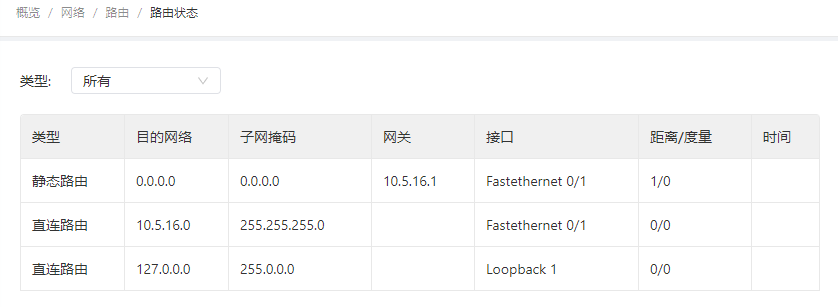 概览 / 网络 / 路由 / 路由状态
类型: 所有
类型 目的网络 子网掩码 网关 接口 距离/度量 时间
静态路由 0.0.0.0 0.0.0.0 10.5.16.1 Fastethernet 0/1 1/0
直连路由 10.5.16.0 255.255.255.0 Fastethernet 0/1 0/0
直连路由 127.0.0.0 255.0.0.0 Loopback 1 0/0